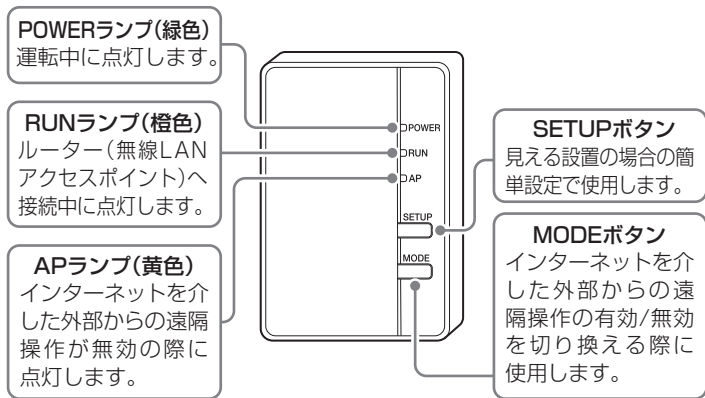 POWERランプ(緑色)
運転中に点灯します。
RUNランプ(橙色)
ルーター(無線LAN
アクセスポイント)へ
接続中に点灯します。
APランプ(黄色)
インターネットを介
した外部からの遠隔
操作が無効の際に
点灯します。
POWER
RUN
AP
SETUP
MODE
SETUPボタン
見える設置の場合の簡
単設定で使用します。
MODEボタン
インターネットを介
した外部からの遠
隔操作の有効/無効
を切り換える際に
使用します。